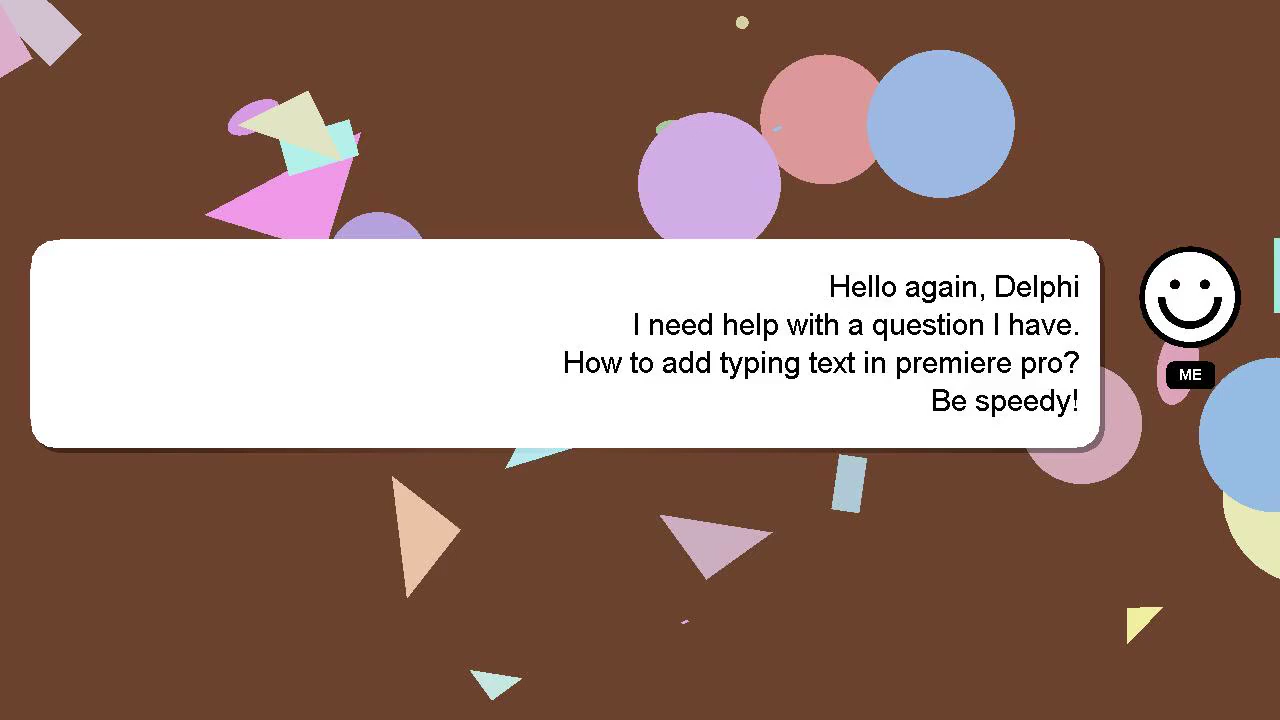 Hello again, Delphi
I need help with a question I have.
How to add typing text in premiere pro?
Be speedy!
ME